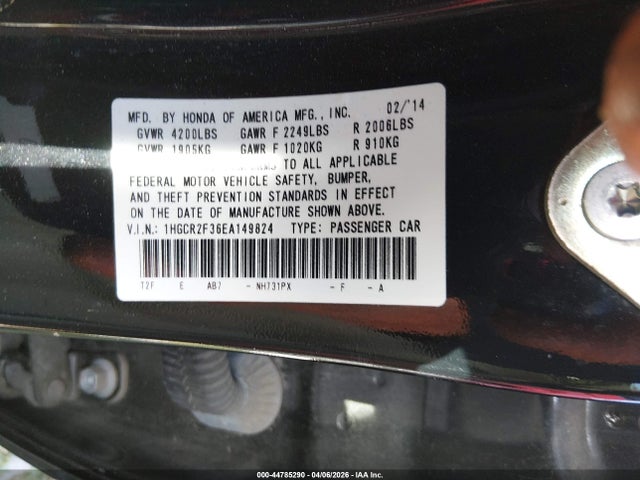 MFD. BY HONDA OF AMERICA MFG., INC. 02/'14
GVWR 4200LBS GAWR F 2249LBS R 2006LBS
GVWR 1905KG GAWR F 1020KG R 910KG
TO ALL APPLICABLE
FEDERAL MOTOR VEHICLE SAFETY, BUMPER,
AND THEFT PREVENTION STANDARDS IN EFFECT
ON THE DATE OF MANUFACTURE SHOWN ABOVE.
V.I.N.: 1HGCR2F36EA149824 TYPE: PASSENGER CAR
T2F E AB7 - NH731PX - F - A
000-44785290 - 04/06/2026 - IAA Inc.